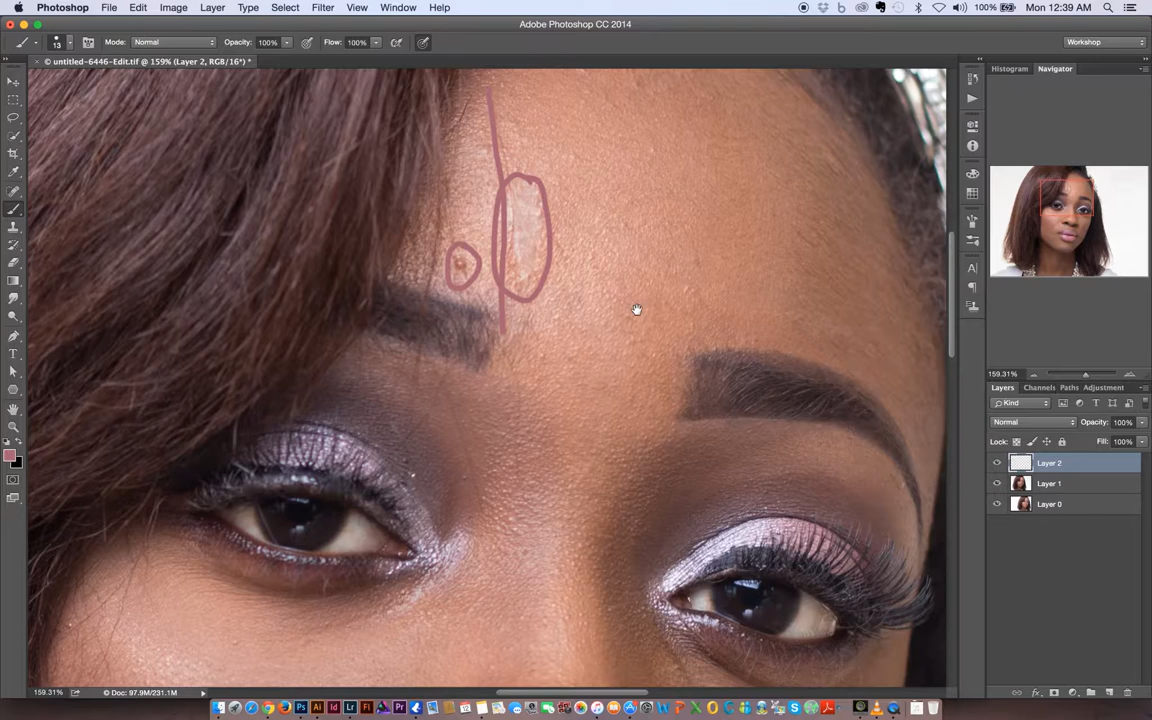 Photoshop File Edit Image Layer Type Select Filter View Window Help 100% Mon 12:39 AM
Adobe Photoshop CC 2014
13 Mode: Normal Opacity: 100% Flow: 100% Workshop
× © untitled-6446-Edit.tif @ 159% (Layer 2, RGB/16*) *
Histogram Navigator
159.31%
Layers Channels Paths Adjustment
Kind
Normal Opacity: 100%
Lock: Fill: 100%
Layer 2
Layer 1
Layer 0
159.31% © Doc: 97.9M/231.1M